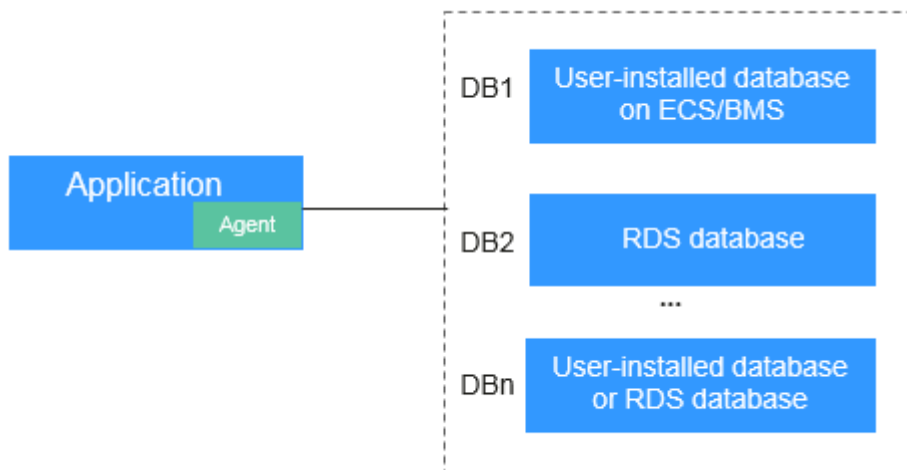 Application
Agent
DB1
User-installed database
on ECS/BMS
DB2
RDS database
...
DBn
User-installed database
or RDS database